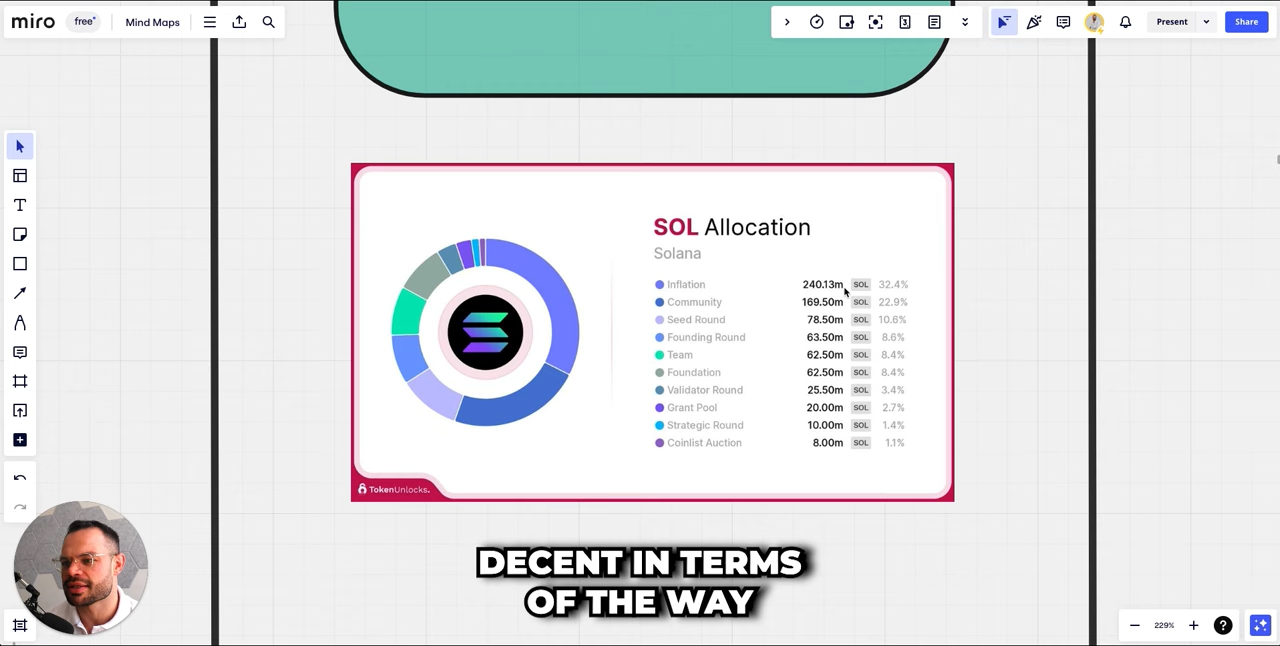 miro free Mind Maps
3
Present
Share
SOL Allocation
Solana
Inflation 240.13m SOL 32.4%
Community 169.50m SOL 22.9%
Seed Round 78.50m SOL 10.6%
Founding Round 63.50m SOL 8.6%
Team 62.50m SOL 8.4%
Foundation 62.50m SOL 8.4%
Validator Round 25.50m SOL 3.4%
Grant Pool 20.00m SOL 2.7%
Strategic Round 10.00m SOL 1.4%
Coinlist Auction 8.00m SOL 1.1%
TokenUnlocks.
DECENT IN TERMS
OF THE WAY
229%
?